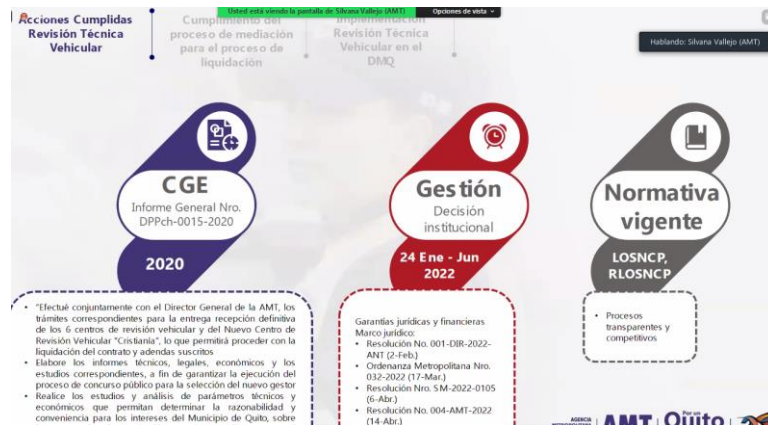 Usted está viendo la pantalla de Silvana Vallejo (AMT)
Opciones de vista
Hablando: Silvana Vallejo (AMT)
Acciones Cumplidas
Revisión Técnica
Vehicular
Cumplimiento del
proceso de mediación
para el proceso de
liquidación
Implementación
Revisión Técnica
Vehicular en el
DMQ
CGE
Informe General Nro.
DPPch-0015-2020
2020
• "Efectué conjuntamente con el Director General de la AMT, los
trámites correspondientes para la entrega recepción definitiva
de los 6 centros de revisión vehicular y del Nuevo Centro de
Revisión Vehicular "Cristianía", lo que permitirá proceder con la
liquidación del contrato y adendas suscritos
• Elabore los informes técnicos, legales, económicos y los
estudios correspondientes, a fin de garantizar la ejecución del
proceso de concurso público para la selección del nuevo gestor
• Realice los estudios y análisis de parámetros técnicos y
económicos que permitan determinar la razonabilidad y
conveniencia para los intereses del Municipio de Quito, sobre
Gestión
Decisión
institucional
24 Ene - Jun
2022
Garantías jurídicas y financieras
Marco jurídico:
• Resolución No. 001-DIR-2022-
ANT (2-Feb.)
• Ordenanza Metropolitana Nro.
032-2022 (17-Mar.)
• Resolución Nro. SM-2022-0105
(6-Abr.)
• Resolución No. 004-AMT-2022
(14-Abr.)
Normativa
vigente
LOSNCP,
RLOSNCP
• Procesos
transparentes y
competitivos
AGENCIA
AMT
Por un
Quito